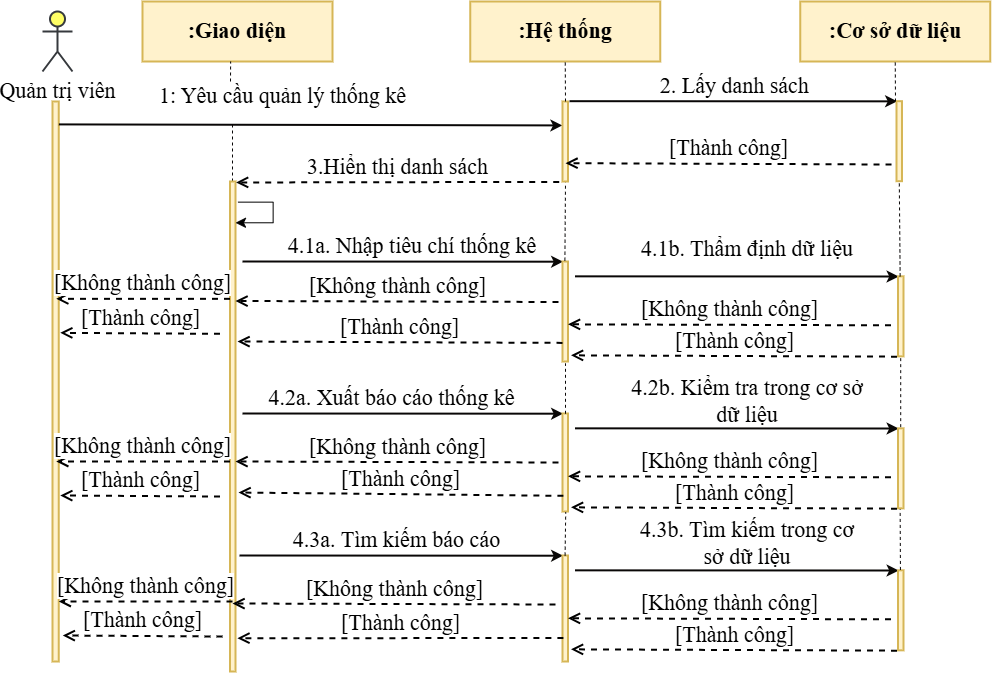 :Giao diện
:Hệ thống
:Cơ sở dữ liệu
Quản trị viên
1: Yêu cầu quản lý thống kê
2. Lấy danh sách
[Thành công]
3.Hiển thị danh sách
4.1a. Nhập tiêu chí thống kê
4.1b. Thẩm định dữ liệu
[Không thành công]
[Không thành công]
[Không thành công]
[Thành công]
[Thành công]
[Thành công]
4.2a. Xuất báo cáo thống kê
4.2b. Kiểm tra trong cơ sở
dữ liệu
[Không thành công]
[Không thành công]
[Không thành công]
[Thành công]
[Thành công]
[Thành công]
4.3a. Tìm kiếm báo cáo
4.3b. Tìm kiếm trong cơ
sở dữ liệu
[Không thành công]
[Không thành công]
[Không thành công]
[Thành công]
[Thành công]
[Thành công]